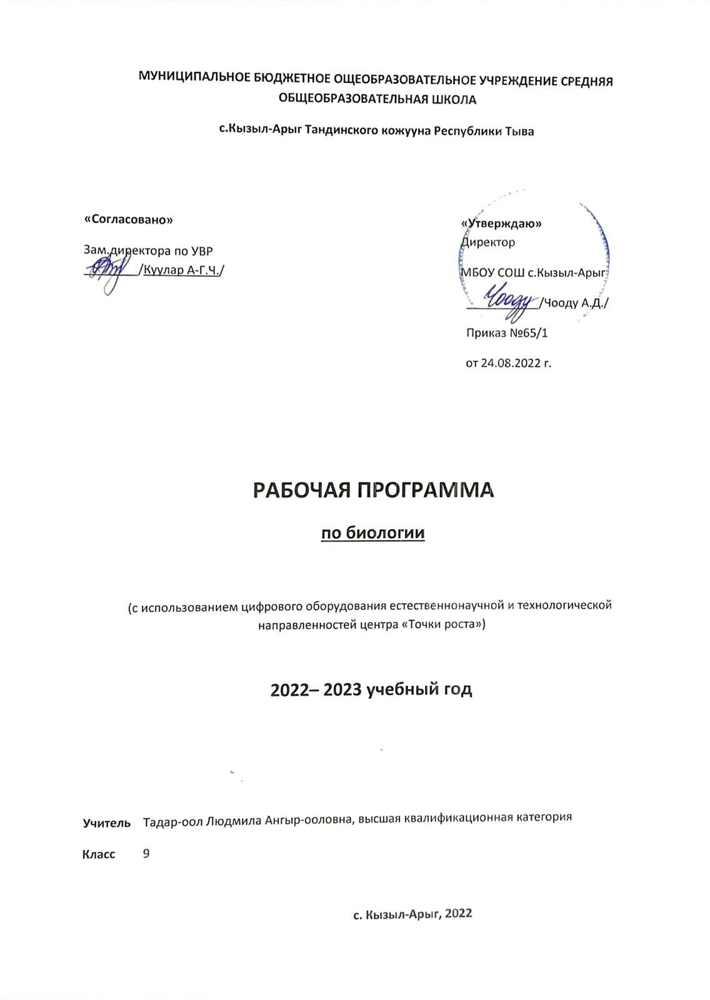 МУНИЦИПАЛЬНОЕ БЮДЖЕТНОЕ ОЩЕОБРАЗОВАТЕЛЬНОЕ УЧРЕЖДЕНИЕ СРЕДНЯЯ
ОБЩЕОБРАЗОВАТЕЛЬНАЯ ШКОЛА
с.Кызыл-Арыг Тандинского кожууна Республики Тыва
«Согласовано»
Зам.директора по УВР
/Куулар А-Г.Ч./
«Утверждаю»
Директор
МБОУ СОШ с.Кызыл-Арыг
Чооду /Чооду А.Д./
Приказ №65/1
от 24.08.2022 г.
РАБОЧАЯ ПРОГРАММА
по биологии
(с использованием цифрового оборудования естественнонаучной и технологической
направленностей центра «Точки роста»)
2022– 2023 учебный год
Учитель Тадар-оол Людмила Ангыр-ооловна, высшая квалификационная категория
Класс 9
с. Кызыл-Арыг, 2022